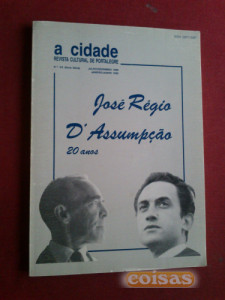 a cidade
REVISTA CULTURAL DE PORTALEGRE
José Régio
D'Assumpção
20 anos
coisas